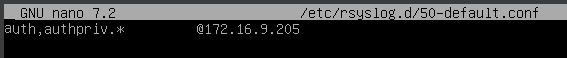 GNU nano 7.2 /etc/rsyslog.d/50-default.conf
auth,authpriv.* @172.16.9.205